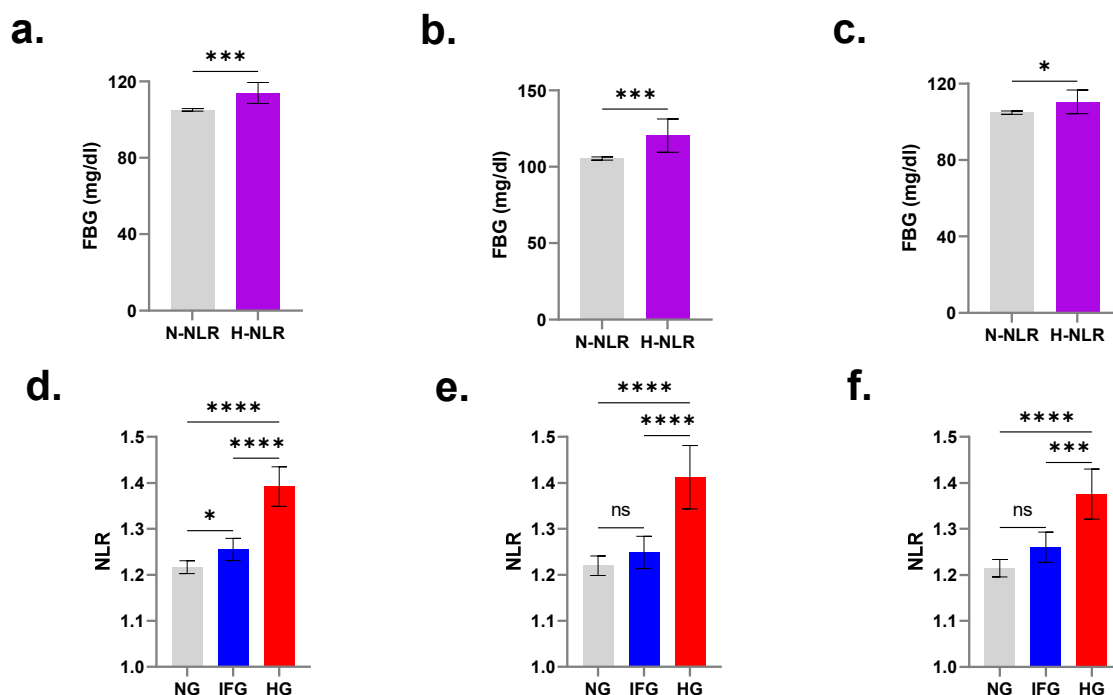 a.
***
FBG (mg/dl)
120
80
40
0
N-NLR H-NLR
b.
***
FBG (mg/dl)
150
100
50
0
N-NLR H-NLR
c.
*
FBG (mg/dl)
120
80
40
0
N-NLR H-NLR
d.
****
****
*
NLR
1.5
1.4
1.3
1.2
1.1
1.0
NG IFG HG
e.
****
****
ns
NLR
1.5
1.4
1.3
1.2
1.1
1.0
NG IFG HG
f.
****
***
ns
NLR
1.5
1.4
1.3
1.2
1.1
1.0
NG IFG HG